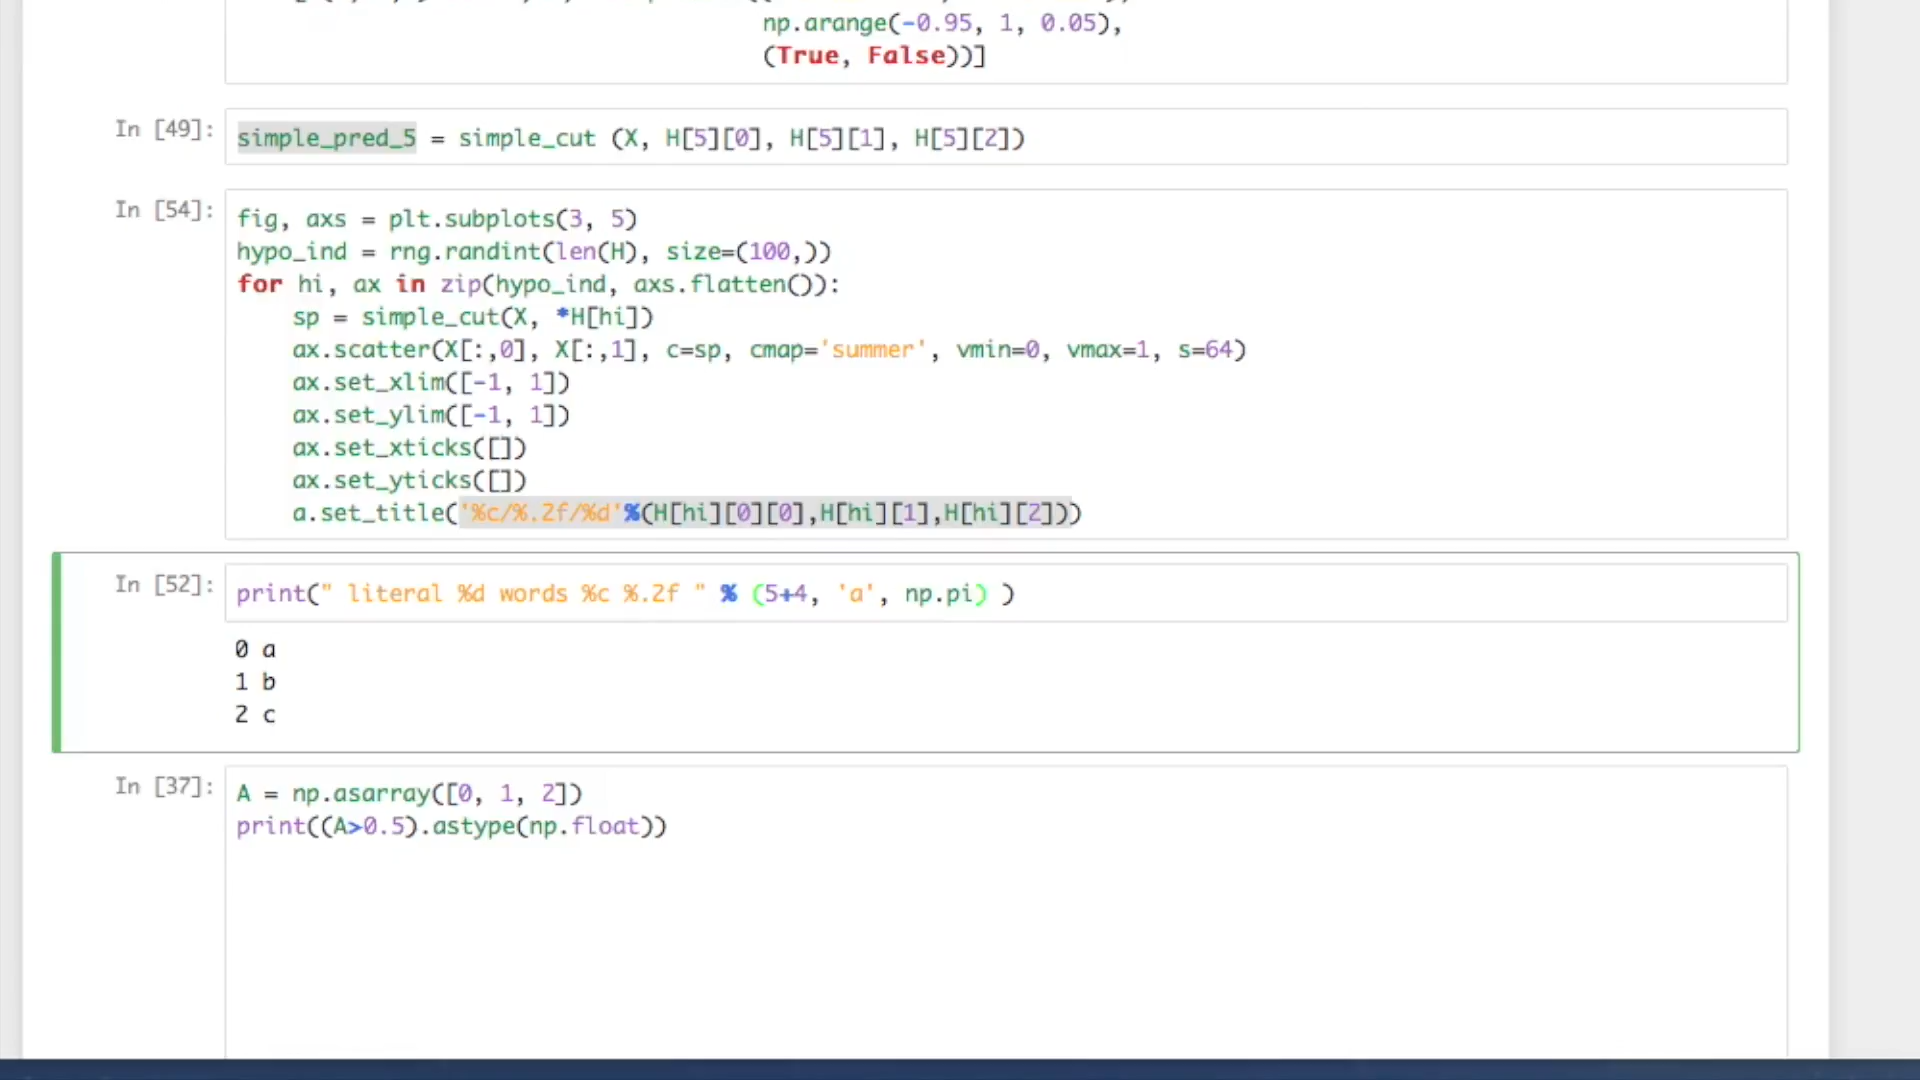 np.arange(-0.95, 1, 0.05),
(True, False))]
In [49]: simple_pred_5 = simple_cut (X, H[5][0], H[5][1], H[5][2])
In [54]: fig, axs = plt.subplots(3, 5)
hypo_ind = rng.randint(len(H), size=(100,))
for hi, ax in zip(hypo_ind, axs.flatten()):
    sp = simple_cut(X, *H[hi])
    ax.scatter(X[:,0], X[:,1], c=sp, cmap='summer', vmin=0, vmax=1, s=64)
    ax.set_xlim([-1, 1])
    ax.set_ylim([-1, 1])
    ax.set_xticks([])
    ax.set_yticks([])
    a.set_title('%c/%.2f/%d'%(H[hi][0][0],H[hi][1],H[hi][2]))
In [52]: print(" literal %d words %c %.2f " % (5+4, 'a', np.pi) )
0 a
1 b
2 c
In [37]: A = np.asarray([0, 1, 2])
print((A>0.5).astype(np.float))